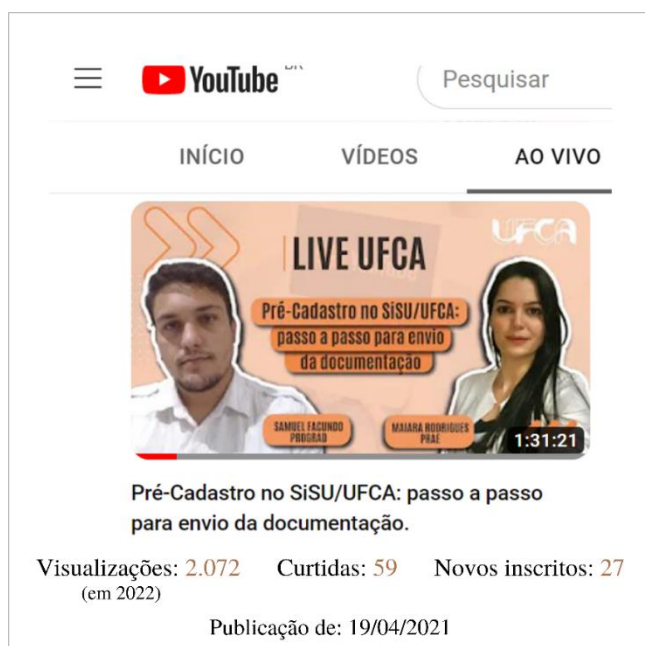 YouTube BR
Pesquisar
INÍCIO VÍDEOS AO VIVO
UFCA
LIVE UFCA
Pré-Cadastro no SiSU/UFCA:
passo a passo para envio
da documentação
SAMUEL FACUNDO
PROGRAD
MAIARA RODRIGUES
PRAE
1:31:21
Pré-Cadastro no SiSU/UFCA: passo a passo
para envio da documentação.
Visualizações: 2.072 Curtidas: 59 Novos inscritos: 27
(em 2022)
Publicação de: 19/04/2021